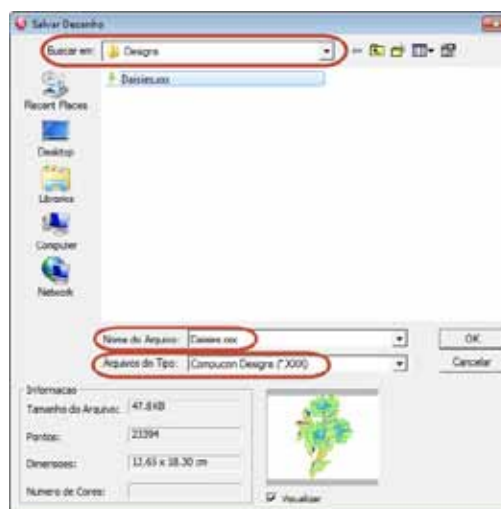 Salvar Desenho
Buscar en: Designs
Daisies.xxx
Recent Places
Desktop
Libraries
Computer
Network
Nome do Arquivo: Daisies.xxx
OK
Arquivos do Tipo: Compucon Designs (*.XXX)
Cancelar
Informacao
Tamanho do Arquivo: 47.8 KB
Pontos: 23394
Dimensoes: 12.65 x 18.30 cm
Numero de Cores:
Visualizar